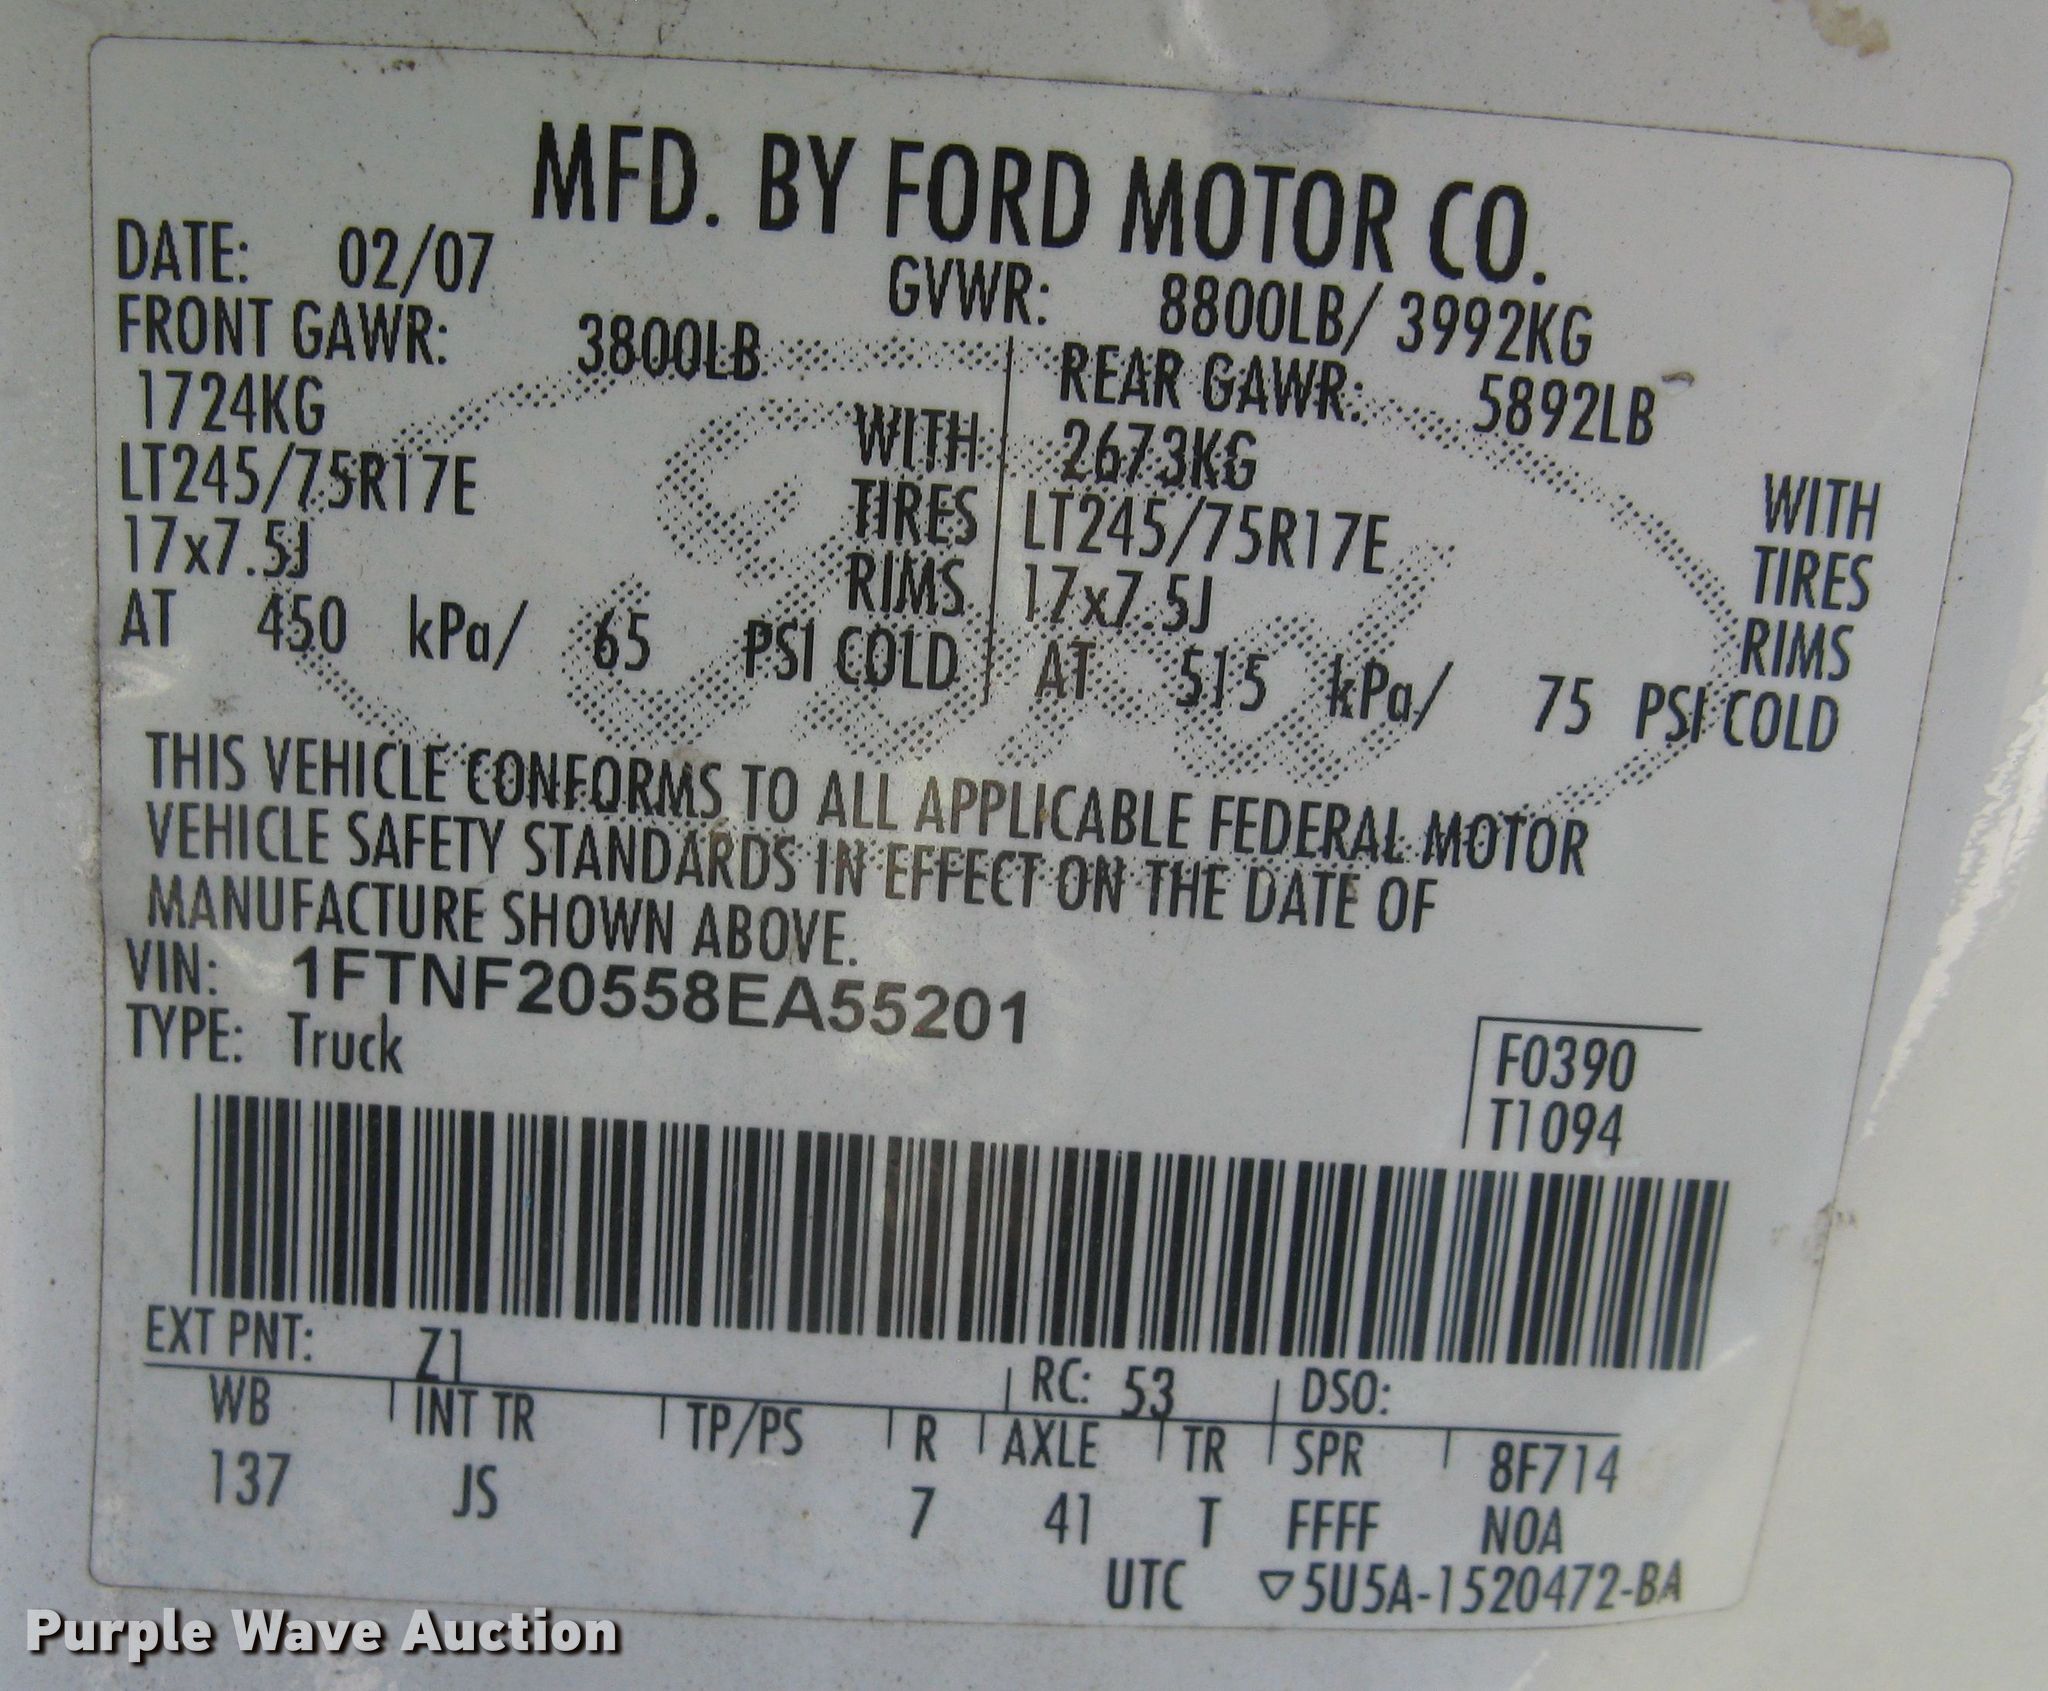 MFD. BY FORD MOTOR CO.
DATE: 02/07 GVWR: 8800LB/ 3992KG
FRONT GAWR: 3800LB REAR GAWR: 5892LB
1724KG WITH 2673KG WITH
LT245/75R17E TIRES LT245/75R17E TIRES
17x7.5J RIMS 17x7.5J RIMS
AT 450 kPa/ 65 PSI COLD AT 515 kPa/ 75 PSI COLD
THIS VEHICLE CONFORMS TO ALL APPLICABLE FEDERAL MOTOR
VEHICLE SAFETY STANDARDS IN EFFECT ON THE DATE OF
MANUFACTURE SHOWN ABOVE.
VIN: 1FTNF20558EA55201
TYPE: Truck
F0390
T1094
EXT PNT: Z1 RC: 53 DSO:
WB INT TR TP/PS R AXLE TR SPR 8F714
137 JS 7 41 T FFFF NOA
UTC ▽5U5A-1520472-BA
Purple Wave Auction